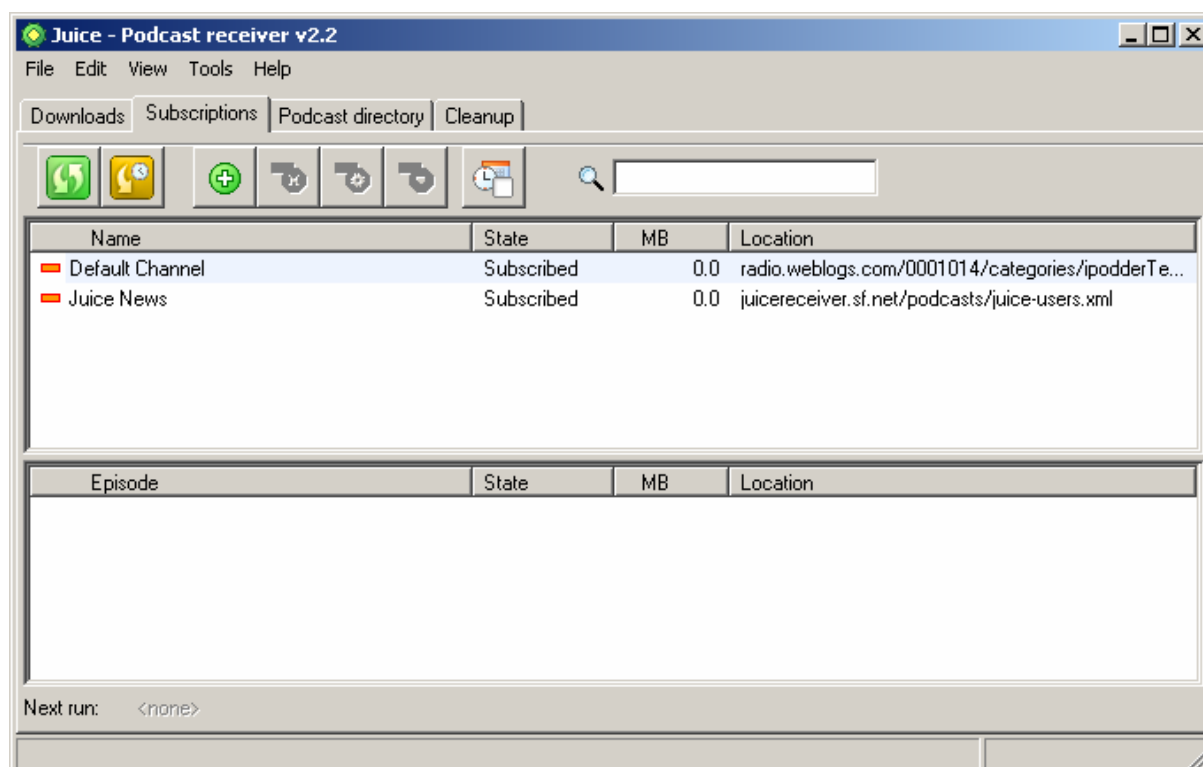 Juice - Podcast receiver v2.2
File Edit View Tools Help
Downloads Subscriptions Podcast directory Cleanup
Name State MB Location
Default Channel Subscribed 0.0 radio.weblogs.com/0001014/categories/ipodderTe...
Juice News Subscribed 0.0 juicereceiver.sf.net/podcasts/juice-users.xml
Episode State MB Location
Next run: <none>